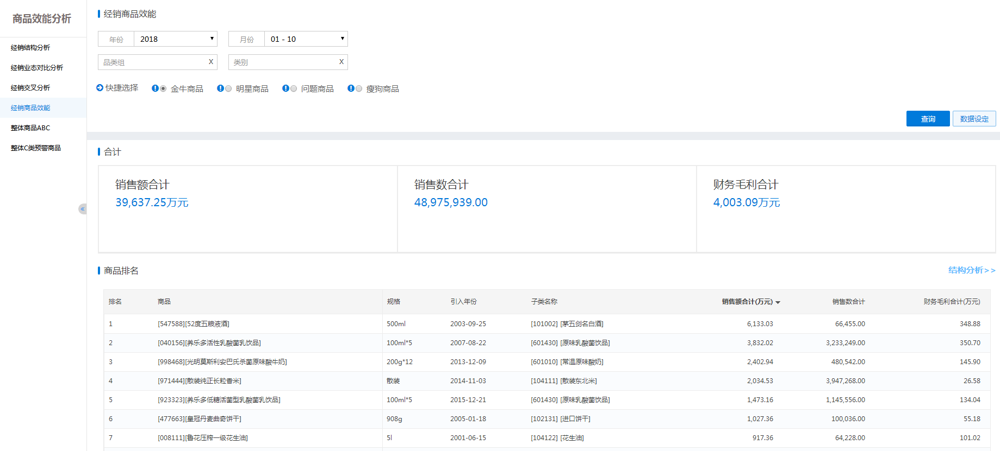 商品效能分析
经销结构分析
经销业态对比分析
经销交叉分析
经销商品效能
整体商品ABC
整体C类预警商品
«
经销商品效能
年份 2018 月份 01 - 10
品类组 X 类别 X
快捷选择 金牛商品 明星商品 问题商品 瘦狗商品
查询 数据设定
合计
销售额合计 销售数合计 财务毛利合计
39,637.25万元 48,975,939.00 4,003.09万元
商品排名 结构分析>>
排名 商品 规格 引入年份 子类名称 销售额合计(万元) 销售数合计 财务毛利合计(万元)
1 [547588][52度五粮液酒] 500ml 2003-09-25 [101002] [茅五剑名白酒] 6,133.03 66,455.00 348.88
2 [040156][养乐多活性乳酸菌乳饮品] 100ml*5 2007-08-22 [601430] [原味乳酸菌饮品] 3,832.02 3,233,249.00 350.70
3 [998468][光明莫斯利安巴氏杀菌原味酸牛奶] 200g*12 2013-12-09 [601010] [常温原味酸奶] 2,402.94 480,542.00 145.90
4 [971444][散装纯正长粒香米] 散装 2014-11-03 [104111] [散装东北米] 2,034.53 3,947,268.00 26.58
5 [923323][养乐多低糖活菌型乳酸菌乳饮品] 100ml*5 2015-12-21 [601430] [原味乳酸菌饮品] 1,473.16 1,145,556.00 134.04
6 [477663][皇冠丹麦曲奇饼干] 908g 2005-01-18 [102131] [进口饼干] 1,027.36 100,036.00 55.18
7 [008111][鲁花压榨一级花生油] 5l 2001-06-15 [104122] [花生油] 917.36 64,228.00 101.02